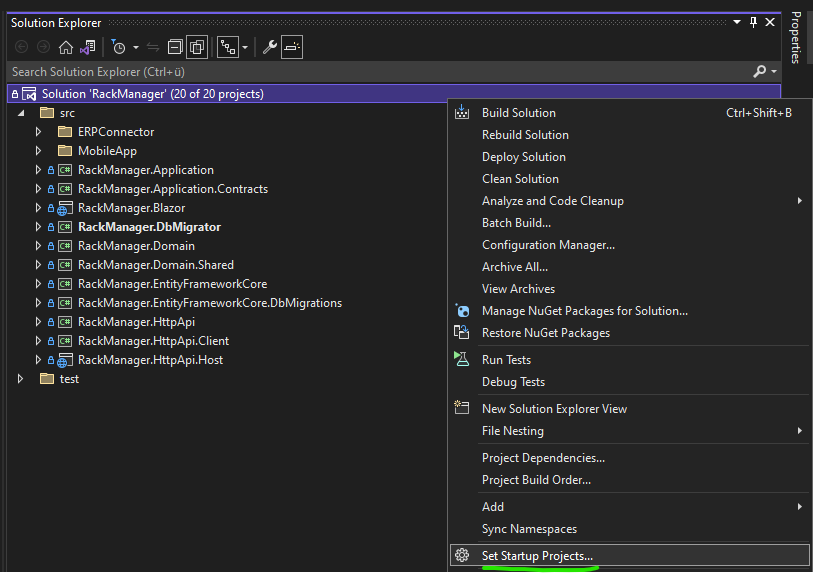 Solution Explorer
Properties
Search Solution Explorer (Ctrl+ü)
Solution 'RackManager' (20 of 20 projects)
src
ERPConnector
MobileApp
C# RackManager.Application
C# RackManager.Application.Contracts
RackManager.Blazor
C# RackManager.DbMigrator
C# RackManager.Domain
C# RackManager.Domain.Shared
C# RackManager.EntityFrameworkCore
C# RackManager.EntityFrameworkCore.DbMigrations
C# RackManager.HttpApi
C# RackManager.HttpApi.Client
RackManager.HttpApi.Host
test
Build Solution Ctrl+Shift+B
Rebuild Solution
Deploy Solution
Clean Solution
Analyze and Code Cleanup
Batch Build...
Configuration Manager...
Archive All...
View Archives
Manage NuGet Packages for Solution...
Restore NuGet Packages
Run Tests
Debug Tests
New Solution Explorer View
File Nesting
Project Dependencies...
Project Build Order...
Add
Sync Namespaces
Set Startup Projects...